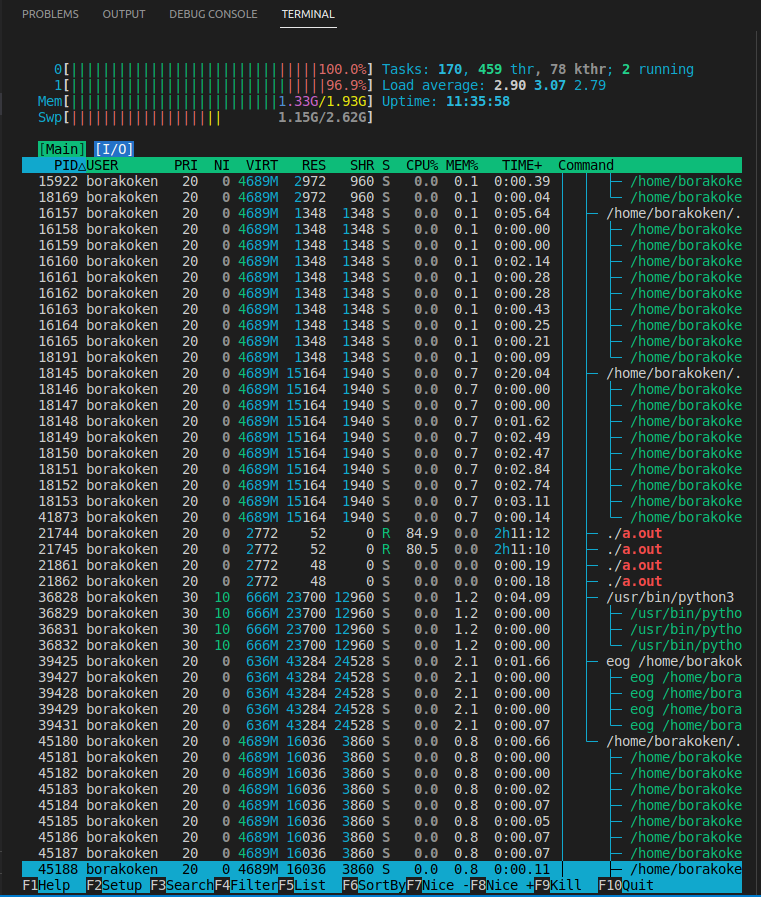 PROBLEMS OUTPUT DEBUG CONSOLE TERMINAL
0[||||||||||||||||||||||||||||||||100.0%] Tasks: 170, 459 thr, 78 kthr; 2 running
1[|||||||||||||||||||||||||||||||||96.9%] Load average: 2.90 3.07 2.79
Mem[||||||||||||||||||||||||||1.33G/1.93G] Uptime: 11:35:58
Swp[||||||||||||||||||| 1.15G/2.62G]
[Main] [I/O]
PID△USER PRI NI VIRT RES SHR S CPU% MEM% TIME+ Command
15922 borakoken 20 0 4689M 2972 960 S 0.0 0.1 0:00.39 │ │ ├─ /home/borakoke
18169 borakoken 20 0 4689M 2972 960 S 0.0 0.1 0:00.04 │ │ └─ /home/borakoke
16157 borakoken 20 0 4689M 1348 1348 S 0.0 0.1 0:05.64 │ ├─ /home/borakoken/.
16158 borakoken 20 0 4689M 1348 1348 S 0.0 0.1 0:00.00 │ │ ├─ /home/borakoke
16159 borakoken 20 0 4689M 1348 1348 S 0.0 0.1 0:00.00 │ │ ├─ /home/borakoke
16160 borakoken 20 0 4689M 1348 1348 S 0.0 0.1 0:02.14 │ │ ├─ /home/borakoke
16161 borakoken 20 0 4689M 1348 1348 S 0.0 0.1 0:00.28 │ │ ├─ /home/borakoke
16162 borakoken 20 0 4689M 1348 1348 S 0.0 0.1 0:00.28 │ │ ├─ /home/borakoke
16163 borakoken 20 0 4689M 1348 1348 S 0.0 0.1 0:00.43 │ │ ├─ /home/borakoke
16164 borakoken 20 0 4689M 1348 1348 S 0.0 0.1 0:00.25 │ │ ├─ /home/borakoke
16165 borakoken 20 0 4689M 1348 1348 S 0.0 0.1 0:00.21 │ │ ├─ /home/borakoke
18191 borakoken 20 0 4689M 1348 1348 S 0.0 0.1 0:00.09 │ │ └─ /home/borakoke
18145 borakoken 20 0 4689M 15164 1940 S 0.0 0.7 0:20.04 │ ├─ /home/borakoken/.
18146 borakoken 20 0 4689M 15164 1940 S 0.0 0.7 0:00.00 │ │ ├─ /home/borakoke
18147 borakoken 20 0 4689M 15164 1940 S 0.0 0.7 0:00.00 │ │ ├─ /home/borakoke
18148 borakoken 20 0 4689M 15164 1940 S 0.0 0.7 0:01.62 │ │ ├─ /home/borakoke
18149 borakoken 20 0 4689M 15164 1940 S 0.0 0.7 0:02.49 │ │ ├─ /home/borakoke
18150 borakoken 20 0 4689M 15164 1940 S 0.0 0.7 0:02.47 │ │ ├─ /home/borakoke
18151 borakoken 20 0 4689M 15164 1940 S 0.0 0.7 0:02.84 │ │ ├─ /home/borakoke
18152 borakoken 20 0 4689M 15164 1940 S 0.0 0.7 0:02.74 │ │ ├─ /home/borakoke
18153 borakoken 20 0 4689M 15164 1940 S 0.0 0.7 0:03.11 │ │ ├─ /home/borakoke
41873 borakoken 20 0 4689M 15164 1940 S 0.0 0.7 0:00.14 │ │ └─ /home/borakoke
21744 borakoken 20 0 2772 52 0 R 84.9 0.0 2h11:12 │ ├─ ./a.out
21745 borakoken 20 0 2772 52 0 R 80.5 0.0 2h11:10 │ ├─ ./a.out
21861 borakoken 20 0 2772 48 0 S 0.0 0.0 0:00.19 │ ├─ ./a.out
21862 borakoken 20 0 2772 48 0 S 0.0 0.0 0:00.18 │ ├─ ./a.out
36828 borakoken 30 10 666M 23700 12960 S 0.0 1.2 0:04.09 │ ├─ /usr/bin/python3
36829 borakoken 30 10 666M 23700 12960 S 0.0 1.2 0:00.00 │ │ ├─ /usr/bin/pytho
36831 borakoken 30 10 666M 23700 12960 S 0.0 1.2 0:00.00 │ │ ├─ /usr/bin/pytho
36832 borakoken 30 10 666M 23700 12960 S 0.0 1.2 0:00.00 │ │ └─ /usr/bin/pytho
39425 borakoken 20 0 636M 43284 24528 S 0.0 2.1 0:01.66 │ ├─ eog /home/borakok
39427 borakoken 20 0 636M 43284 24528 S 0.0 2.1 0:00.00 │ │ ├─ eog /home/bora
39428 borakoken 20 0 636M 43284 24528 S 0.0 2.1 0:00.00 │ │ ├─ eog /home/bora
39429 borakoken 20 0 636M 43284 24528 S 0.0 2.1 0:00.00 │ │ ├─ eog /home/bora
39431 borakoken 20 0 636M 43284 24528 S 0.0 2.1 0:00.07 │ │ └─ eog /home/bora
45180 borakoken 20 0 4689M 16036 3860 S 0.0 0.8 0:00.66 │ └─ /home/borakoken/.
45181 borakoken 20 0 4689M 16036 3860 S 0.0 0.8 0:00.00 │ ├─ /home/borakoke
45182 borakoken 20 0 4689M 16036 3860 S 0.0 0.8 0:00.00 │ ├─ /home/borakoke
45183 borakoken 20 0 4689M 16036 3860 S 0.0 0.8 0:00.02 │ ├─ /home/borakoke
45184 borakoken 20 0 4689M 16036 3860 S 0.0 0.8 0:00.07 │ ├─ /home/borakoke
45185 borakoken 20 0 4689M 16036 3860 S 0.0 0.8 0:00.05 │ ├─ /home/borakoke
45186 borakoken 20 0 4689M 16036 3860 S 0.0 0.8 0:00.07 │ ├─ /home/borakoke
45187 borakoken 20 0 4689M 16036 3860 S 0.0 0.8 0:00.07 │ ├─ /home/borakoke
45188 borakoken 20 0 4689M 16036 3860 S 0.0 0.8 0:00.11 │ ├─ /home/borakoke
F1Help F2Setup F3SearchF4FilterF5List F6SortByF7Nice -F8Nice +F9Kill F10Quit